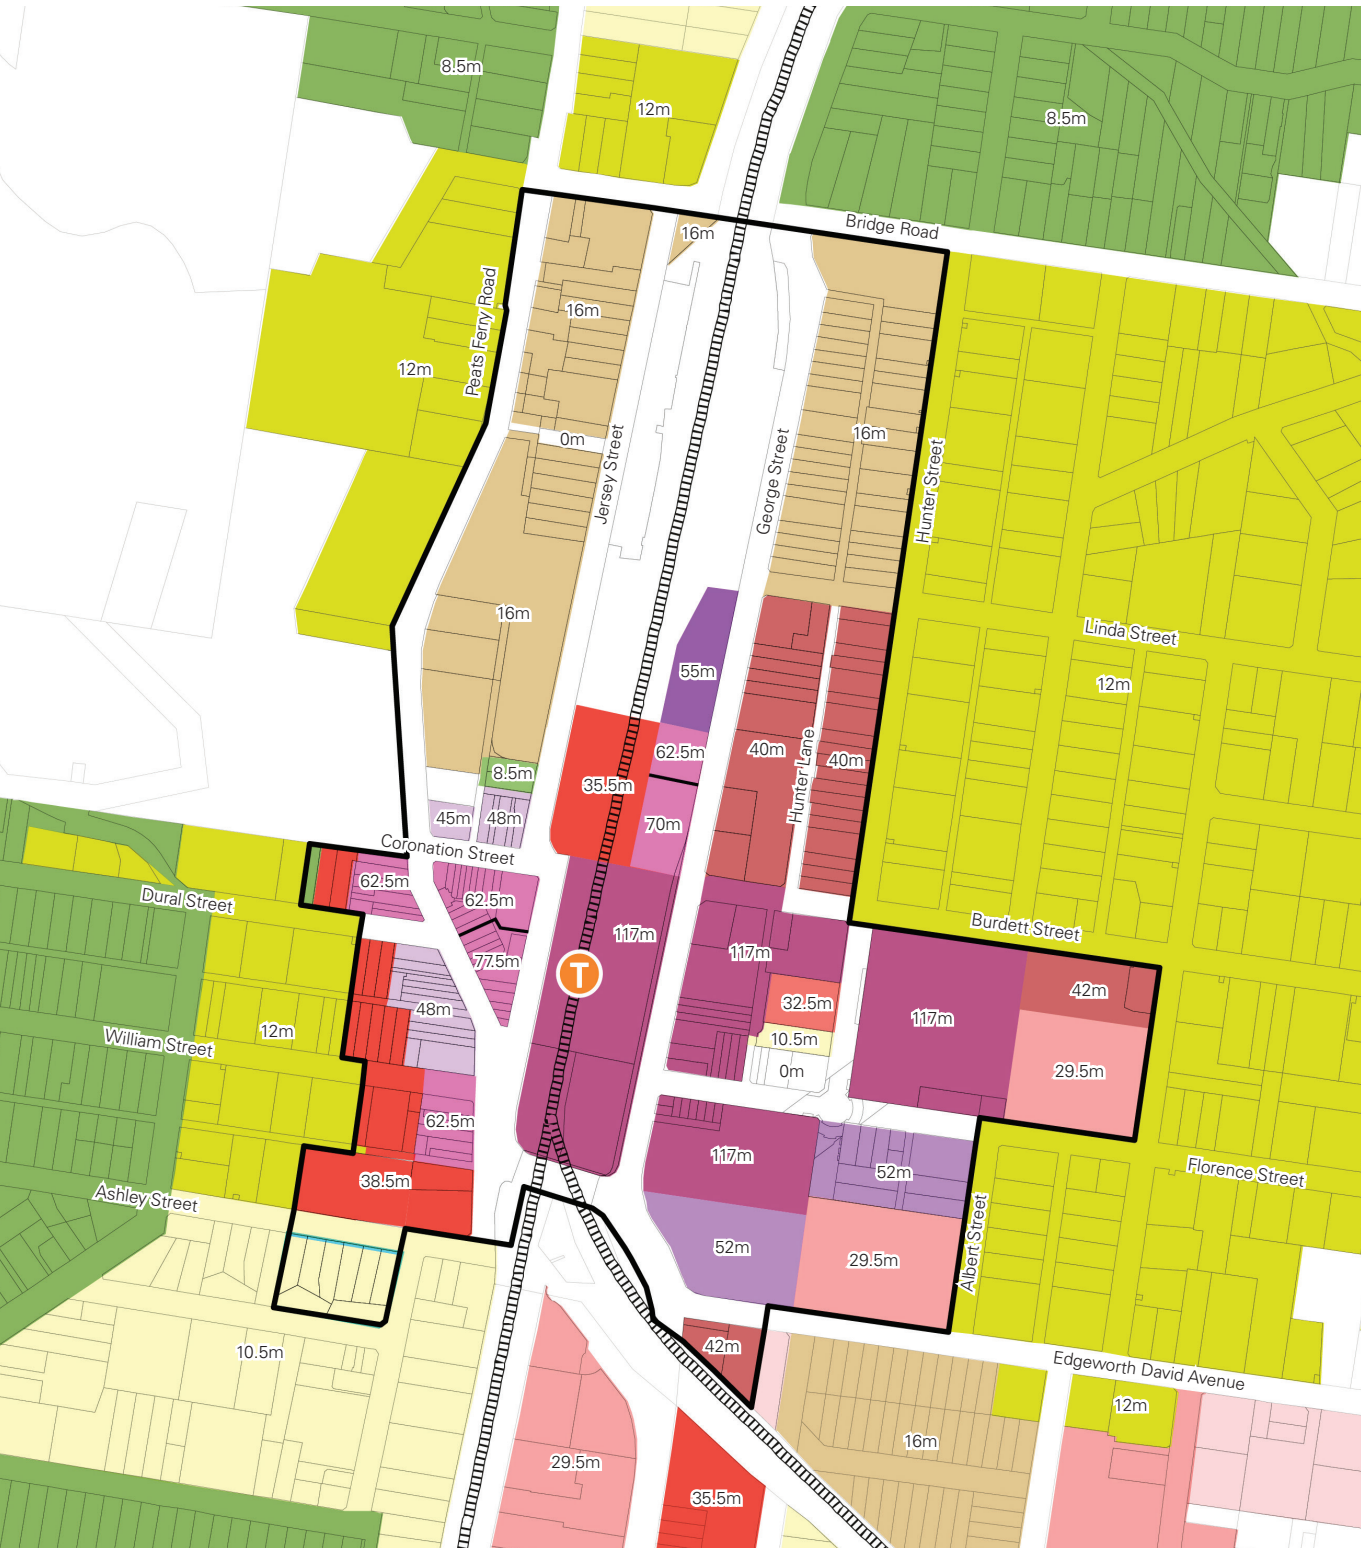 8.5m
12m
8.5m
Bridge Road
16m
Peats Ferry Road
16m
12m
0m
Jersey Street
George Street
16m
Hunter Street
16m
Linda Street
55m
12m
62.5m
40m
Hunter Lane
40m
8.5m
35.5m
45m
48m
70m
Coronation Street
62.5m
62.5m
Dural Street
117m
Burdett Street
77.5m
117m
T
42m
32.5m
48m
117m
12m
William Street
10.5m
0m
29.5m
62.5m
117m
52m
Florence Street
38.5m
Ashley Street
52m
29.5m
Albert Street
10.5m
42m
Edgeworth David Avenue
12m
16m
29.5m
35.5m